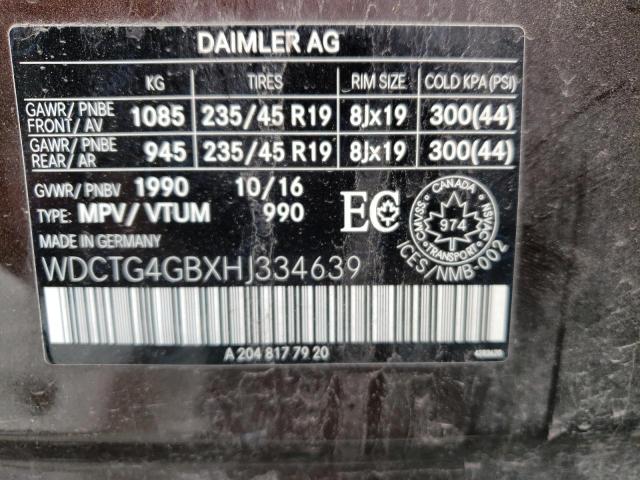 DAIMLER AG
KG TIRES RIM SIZE COLD KPA (PSI)
GAWR/ PNBE FRONT/ AV 1085 235/45 R19 8Jx19 300(44)
GAWR/ PNBE REAR/ AR 945 235/45 R19 8Jx19 300(44)
GVWR/ PNBV 1990 10/16
TYPE: MPV/ VTUM 990
EC
CANADA
CMVSS 974 NSVAC
TRANSPORT
ICES/NMB-002
MADE IN GERMANY
WDCTG4GBXHJ334639
A 204 817 79 20